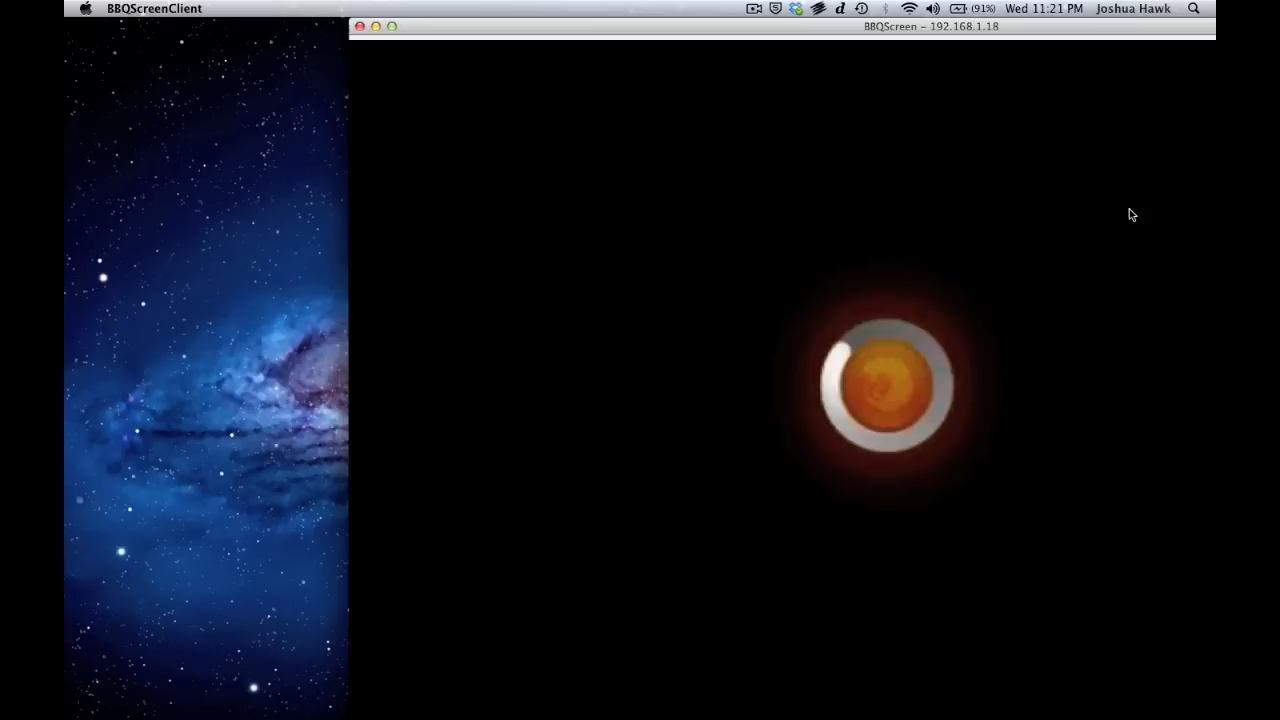 BBQScreenClient
d (91%) Wed 11:21 PM Joshua Hawk
BBQScreen - 192.168.1.18